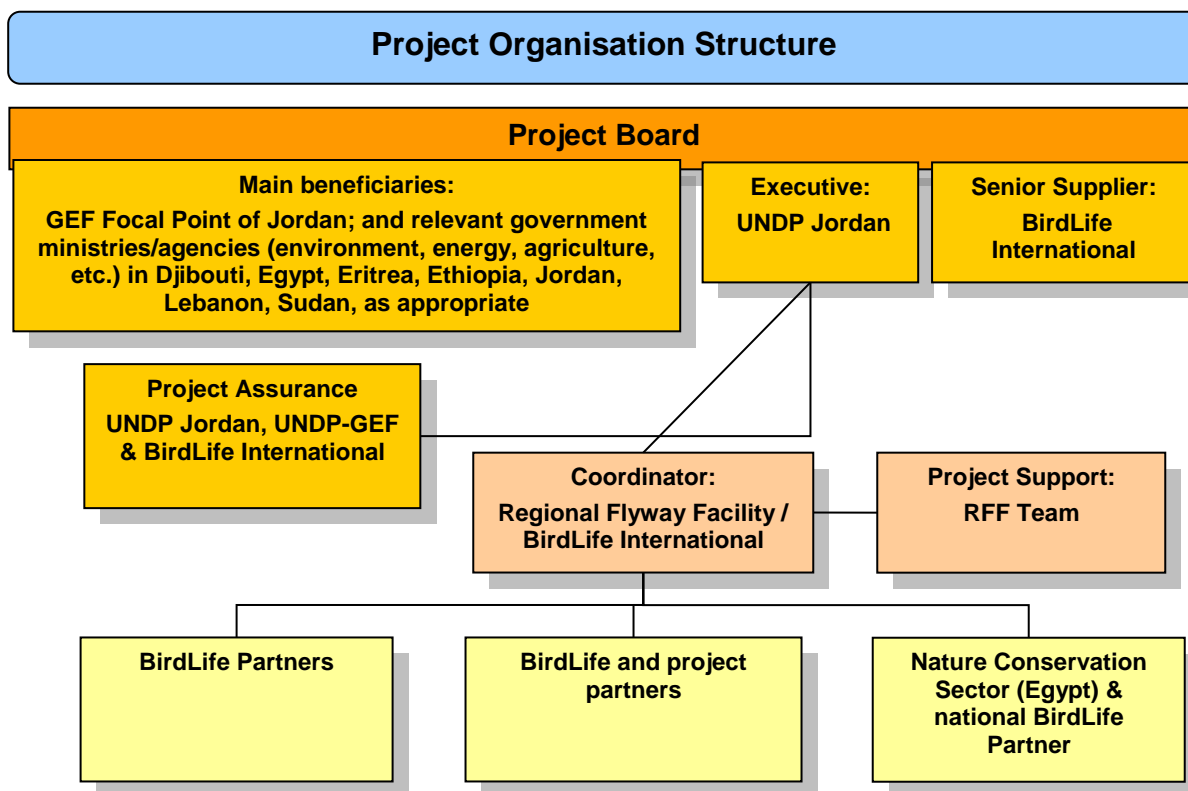 Project Organisation Structure
Project Board
Main beneficiaries:
GEF Focal Point of Jordan; and relevant government
ministries/agencies (environment, energy, agriculture,
etc.) in Djibouti, Egypt, Eritrea, Ethiopia, Jordan,
Lebanon, Sudan, as appropriate
Executive:
UNDP Jordan
Senior Supplier:
BirdLife
International
Project Assurance
UNDP Jordan, UNDP-GEF
& BirdLife International
Coordinator:
Regional Flyway Facility /
BirdLife International
Project Support:
RFF Team
BirdLife Partners
BirdLife and project
partners
Nature Conservation
Sector (Egypt) &
national BirdLife
Partner